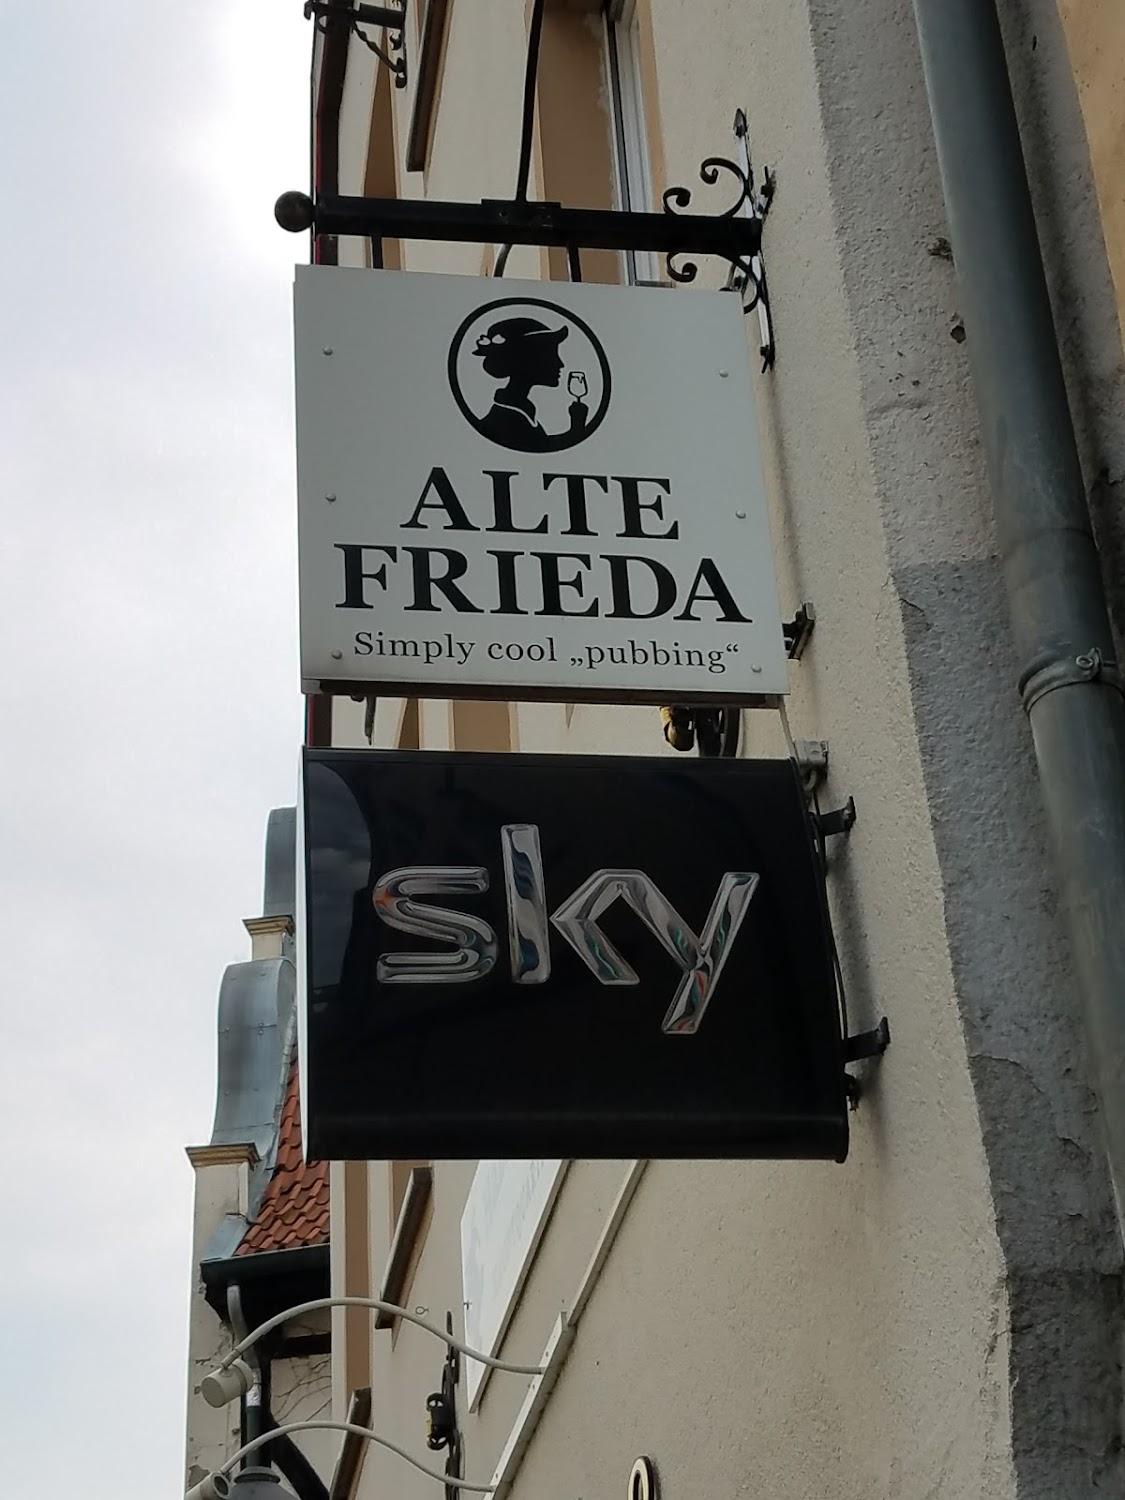 ALTE
FRIEDA
Simply cool „pubbing“
sky